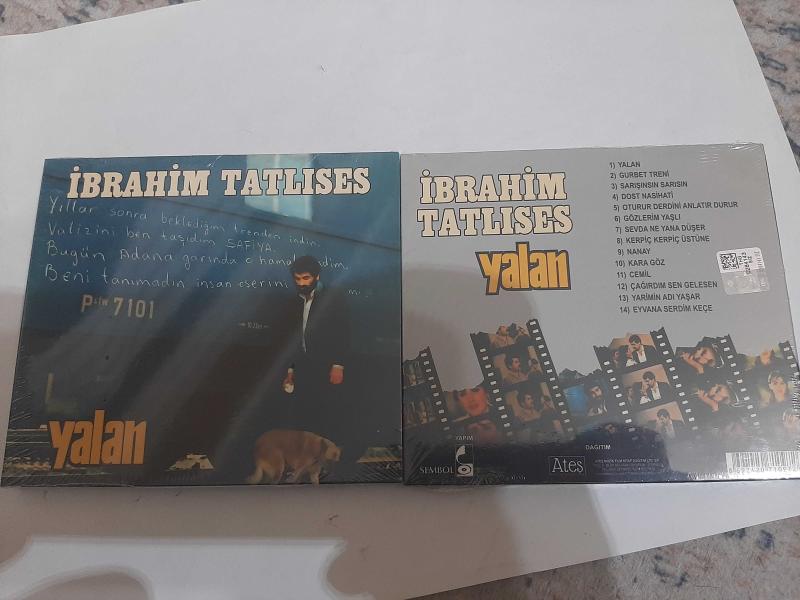 İBRAHİM TATLISES
Yıllar sonra beklediğim trenden indin.
Valizini ben taşıdım SAFİYA.
Bugün Adana garında o hamal
Beni tanımadın insan eserini
7101
yalan
İBRAHİM
TATLISES
yalan
1) YALAN
2) GURBET TRENİ
3) SARIŞINSIN SARISIN
4) DOST NASİHATİ
5) OTURUR DERDİNİ ANLATIR DURUR
6) GÖZLERİM YAŞLI
7) SEVDA NE YANA DÜŞER
8) KERPİÇ KERPİÇ ÜSTÜNE
9) NANAY
10) KARA GÖZ
11) CEMİL
12) ÇAĞIRDIM SEN GELESEN
13) YARİMİN ADI YAŞAR
14) EYVANA SERDİM KEÇE
YAPIM
SEMBOL
DAĞITIM
Ateş